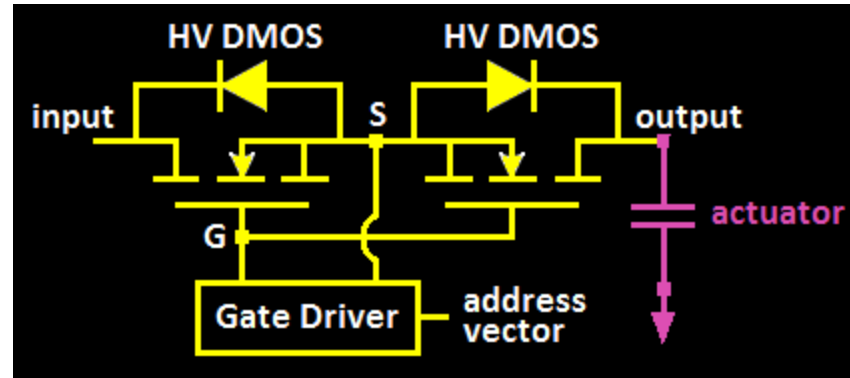 HV DMOS
HV DMOS
input
S
output
actuator
G
Gate Driver
address
vector